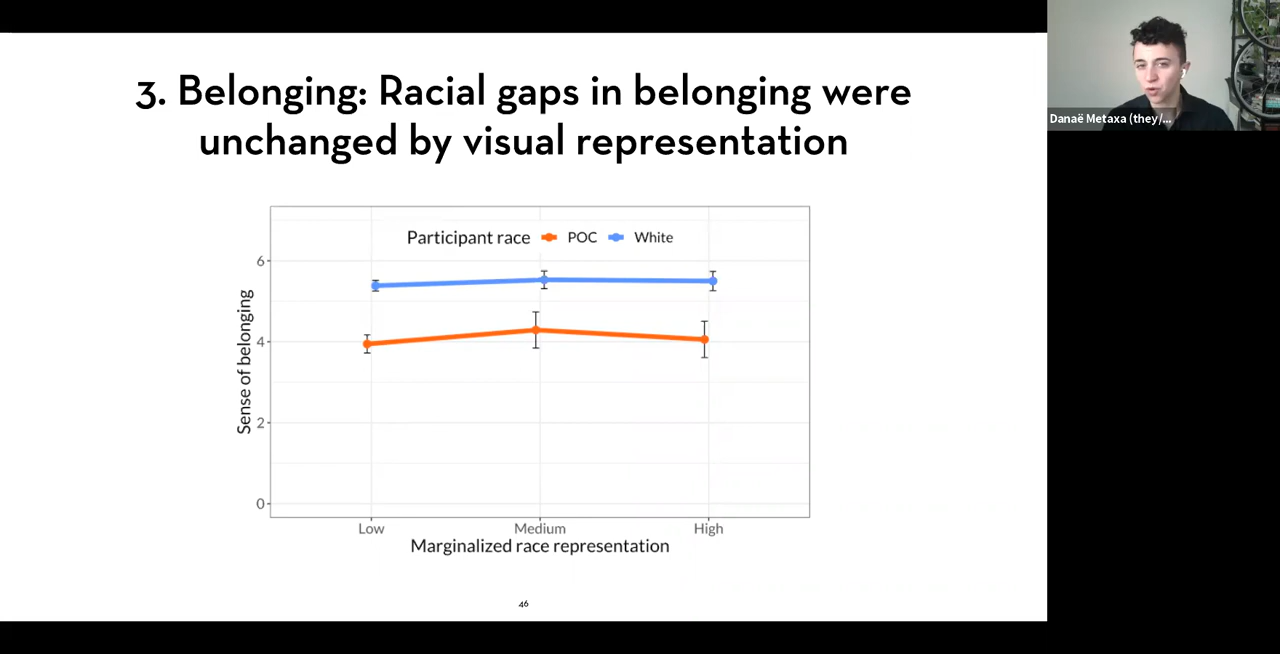 3. Belonging: Racial gaps in belonging were
unchanged by visual representation
Participant race POC White
Sense of belonging
6
4
2
0
Low Medium High
Marginalized race representation
46
Danaë Metaxa (they/...